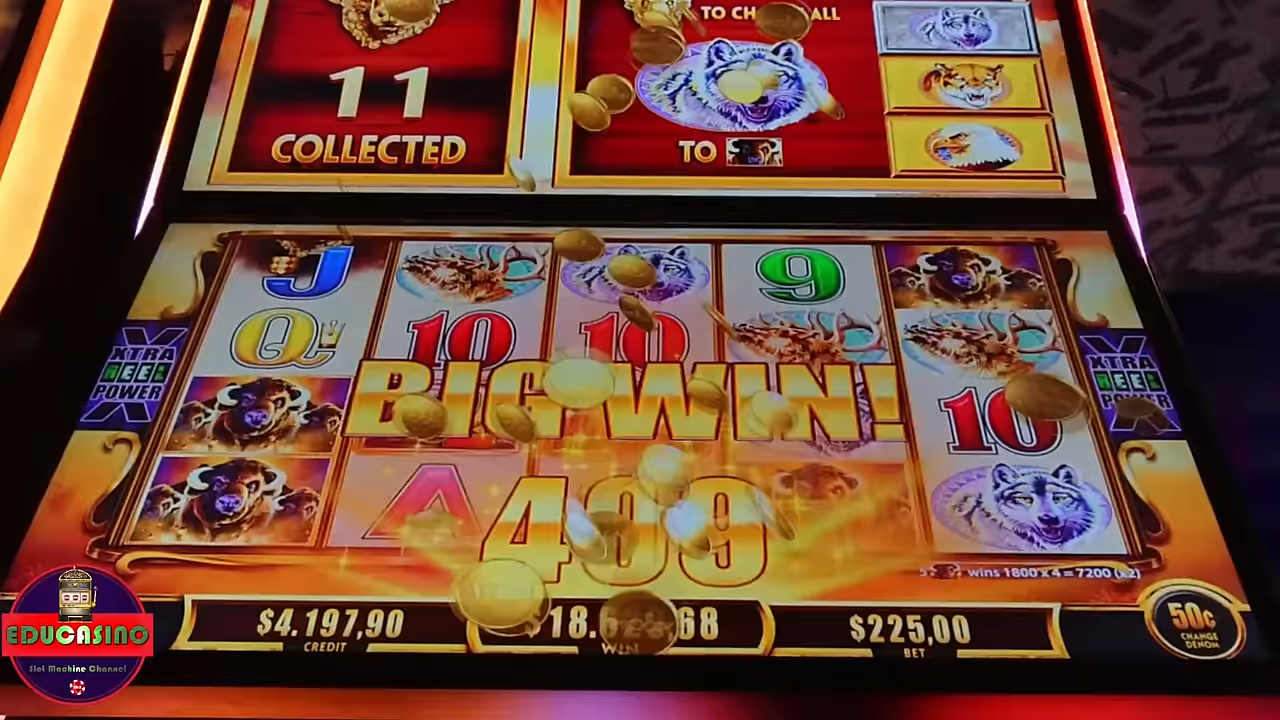 TO CH ALL
11
COLLECTED
TO
J
9
Q
10
10
XTRA
REEL
POWER
XTRA
REEL
POWER
BIG WIN!
10
A
409
wins 1800 x 4 = 7200 (x2)
$4.197,90
CREDIT
68
WIN
$225,00
BET
50¢
CHANGE
DENOM
EDUCASINO
Slot Machine Channel